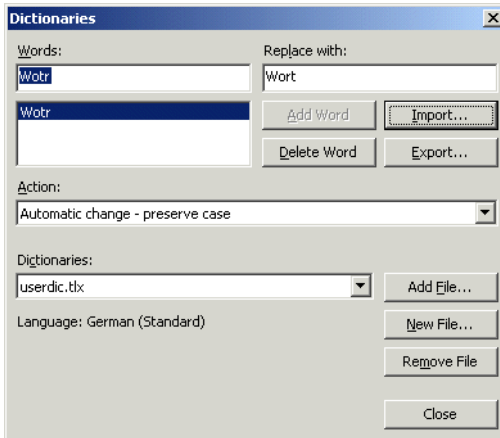 Dictionaries
Words:
Replace with:
Wotr
Wort
Wotr
Add Word
Import...
Delete Word
Export...
Action:
Automatic change - preserve case
Dictionaries:
userdic.tlx
Add File...
Language: German (Standard)
New File...
Remove File
Close